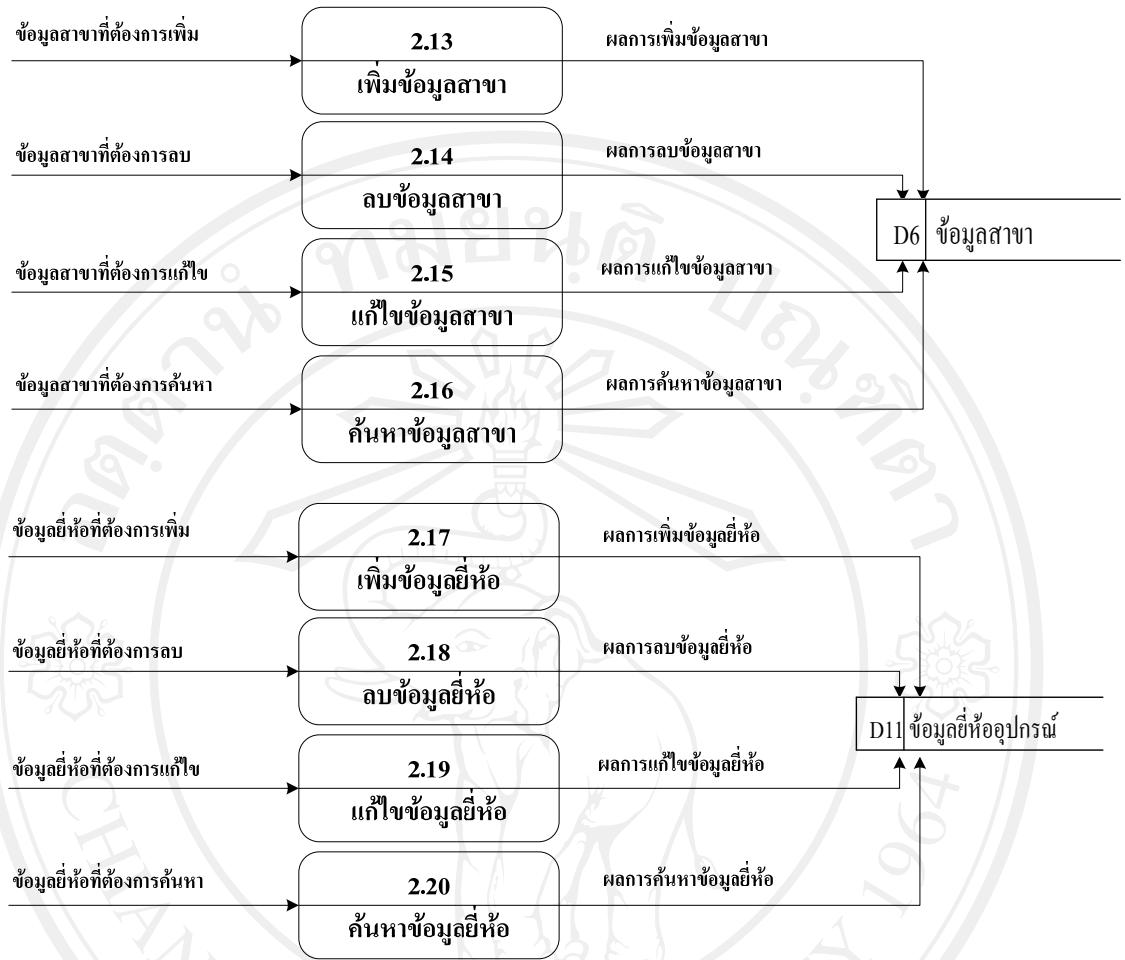 ข้อมูลสาขาที่ต้องการเพิ่ม
2.13
เพิ่มข้อมูลสาขา
ผลการเพิ่มข้อมูลสาขา
ข้อมูลสาขาที่ต้องการลบ
2.14
ลบข้อมูลสาขา
ผลการลบข้อมูลสาขา
D6 ข้อมูลสาขา
ข้อมูลสาขาที่ต้องการแก้ไข
2.15
แก้ไขข้อมูลสาขา
ผลการแก้ไขข้อมูลสาขา
ข้อมูลสาขาที่ต้องการค้นหา
2.16
ค้นหาข้อมูลสาขา
ผลการค้นหาข้อมูลสาขา
ข้อมูลยี่ห้อที่ต้องการเพิ่ม
2.17
เพิ่มข้อมูลยี่ห้อ
ผลการเพิ่มข้อมูลยี่ห้อ
ข้อมูลยี่ห้อที่ต้องการลบ
2.18
ลบข้อมูลยี่ห้อ
ผลการลบข้อมูลยี่ห้อ
D11 ข้อมูลยี่ห้ออุปกรณ์
ข้อมูลยี่ห้อที่ต้องการแก้ไข
2.19
แก้ไขข้อมูลยี่ห้อ
ผลการแก้ไขข้อมูลยี่ห้อ
ข้อมูลยี่ห้อที่ต้องการค้นหา
2.20
ค้นหาข้อมูลยี่ห้อ
ผลการค้นหาข้อมูลยี่ห้อ
อตฺตานํ ทมยนฺติ ปณฺฑิตา
1964